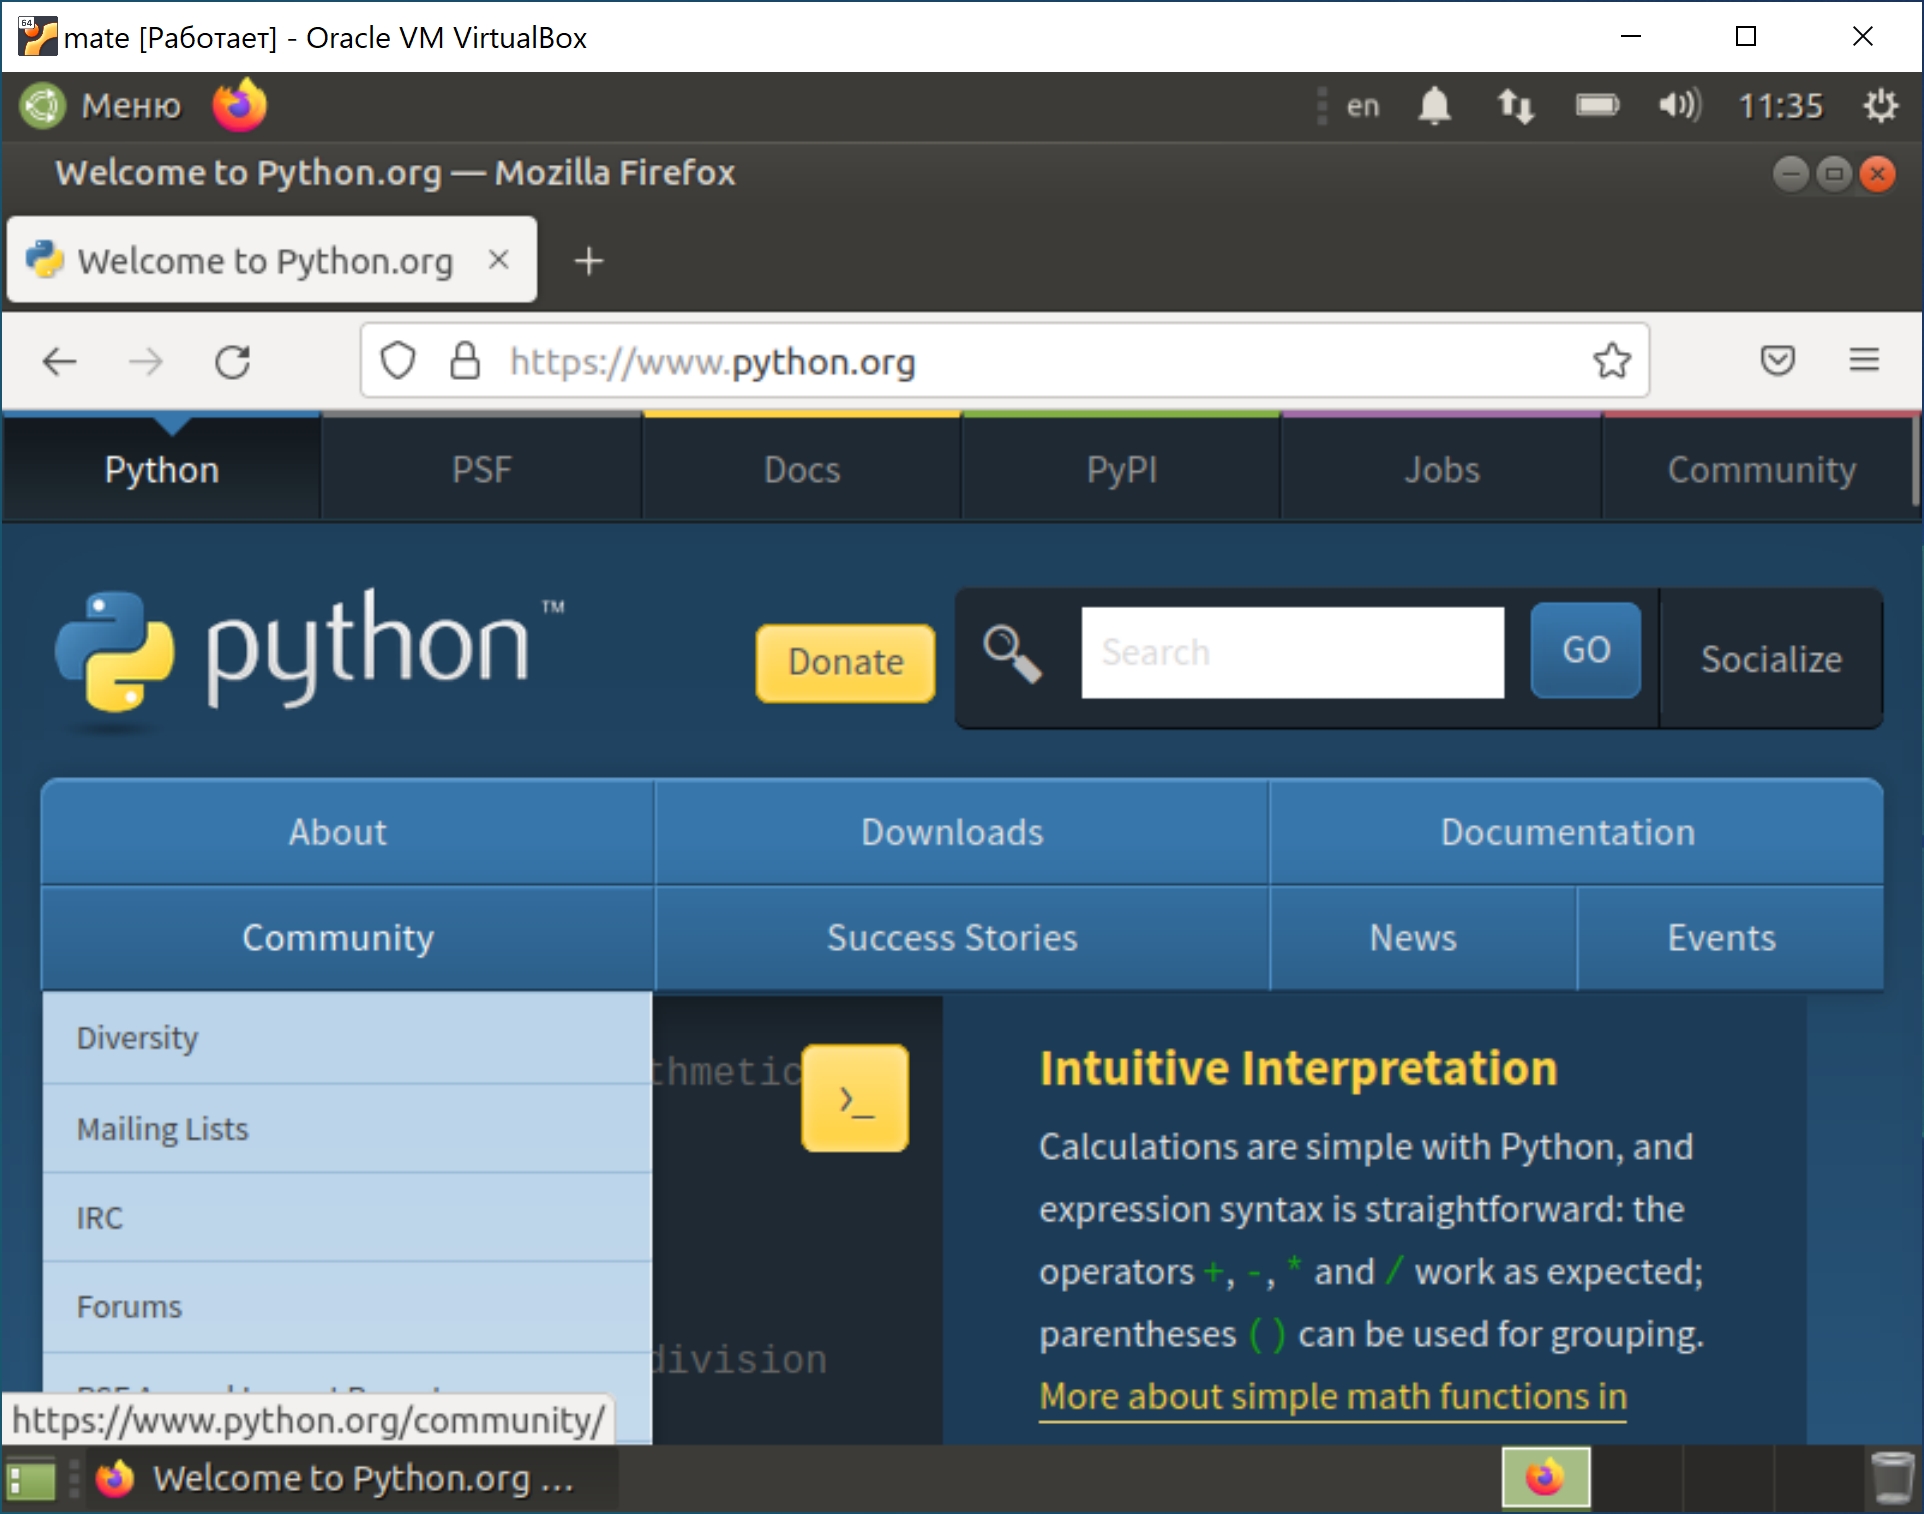 mate [Работает] - Oracle VM VirtualBox
Меню
en
11:35
Welcome to Python.org — Mozilla Firefox
Welcome to Python.org
https://www.python.org
Python
PSF
Docs
PyPI
Jobs
Community
python™
Donate
Search
GO
Socialize
About
Downloads
Documentation
Community
Success Stories
News
Events
Diversity
Mailing Lists
IRC
Forums
thmetic
division
>_
Intuitive Interpretation
Calculations are simple with Python, and
expression syntax is straightforward: the
operators +, -, * and / work as expected;
parentheses () can be used for grouping.
More about simple math functions in
https://www.python.org/community/
Welcome to Python.org ...